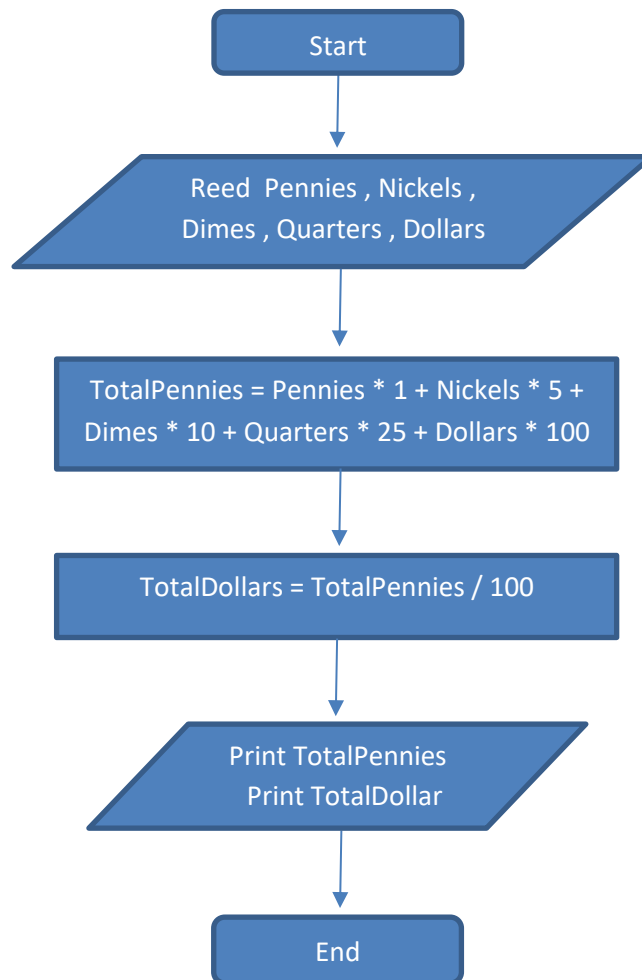 Start
Reed Pennies , Nickels ,
Dimes , Quarters , Dollars
TotalPennies = Pennies * 1 + Nickels * 5 +
Dimes * 10 + Quarters * 25 + Dollars * 100
TotalDollars = TotalPennies / 100
Print TotalPennies
Print TotalDollar
End